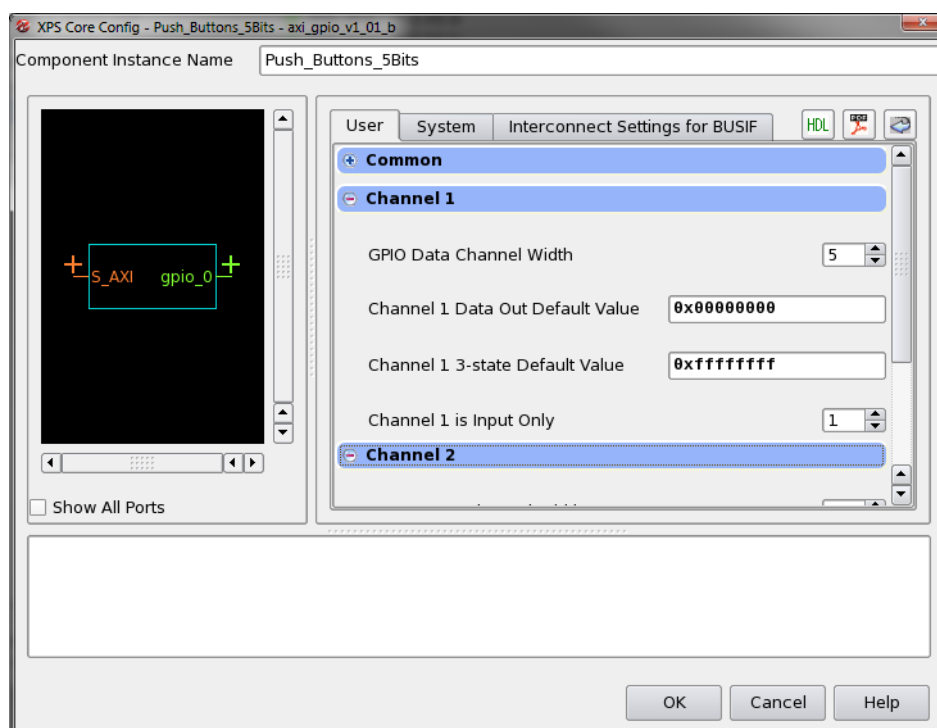 XPS Core Config - Push_Buttons_5Bits - axi_gpio_v1_01_b
Component Instance Name Push_Buttons_5Bits
User System Interconnect Settings for BUSIF HDL PDF
Common
Channel 1
GPIO Data Channel Width 5
Channel 1 Data Out Default Value 0x00000000
Channel 1 3-state Default Value 0xffffffff
Channel 1 is Input Only 1
Channel 2
S_AXI gpio_0
Show All Ports
OK Cancel Help